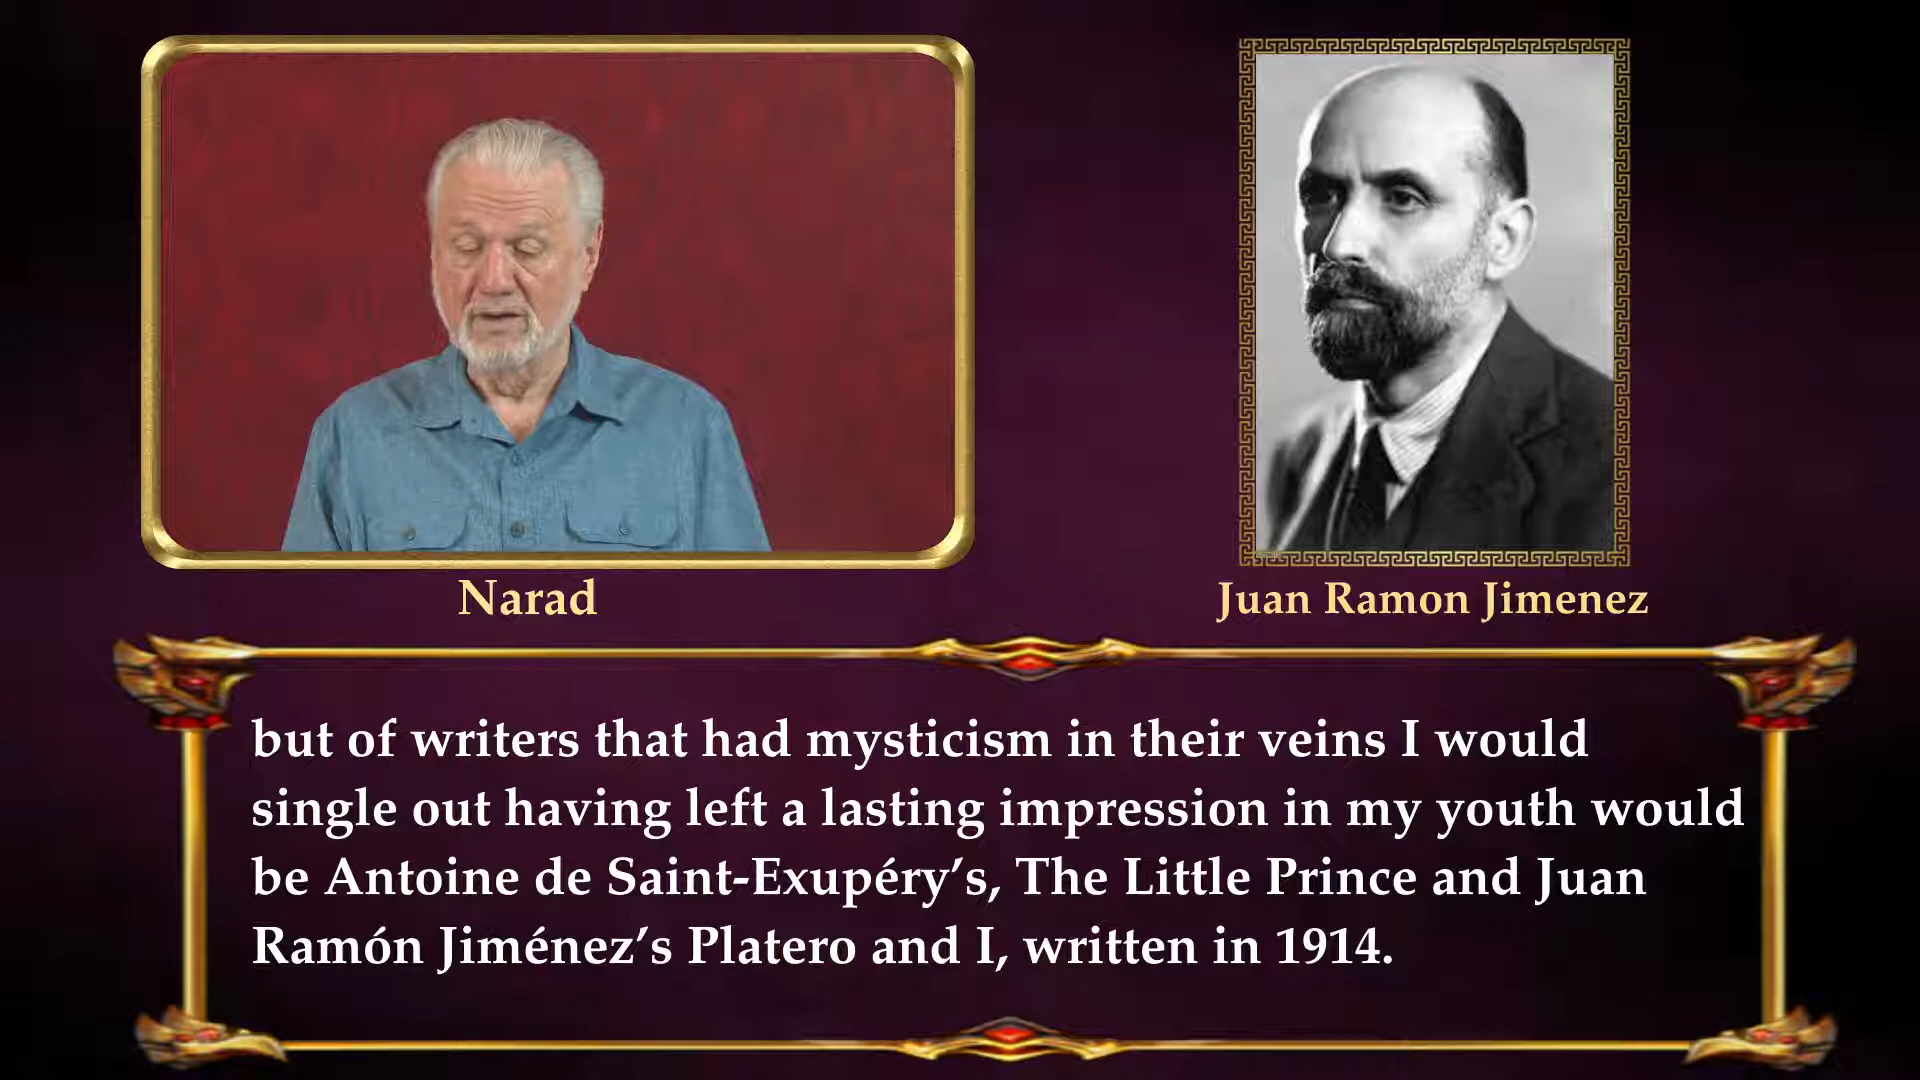 Narad
Juan Ramon Jimenez
but of writers that had mysticism in their veins I would
single out having left a lasting impression in my youth would
be Antoine de Saint-Exupéry’s, The Little Prince and Juan
Ramón Jiménez’s Platero and I, written in 1914.